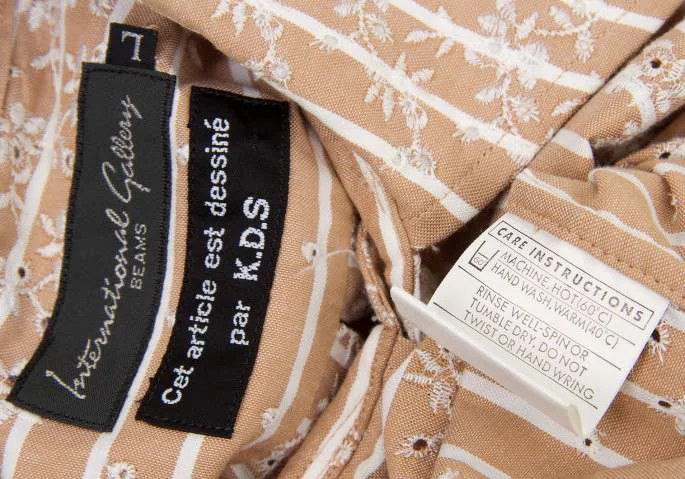 L
International Gallery
BEAMS
Cet article est dessiné
par K.D.S
CARE INSTRUCTIONS
60
MACHINE, HOT(60°C)
HAND WASH, WARM(40°C)
RINSE WELL-SPIN OR
TUMBLE DRY. DO NOT
TWIST OR HAND WRING